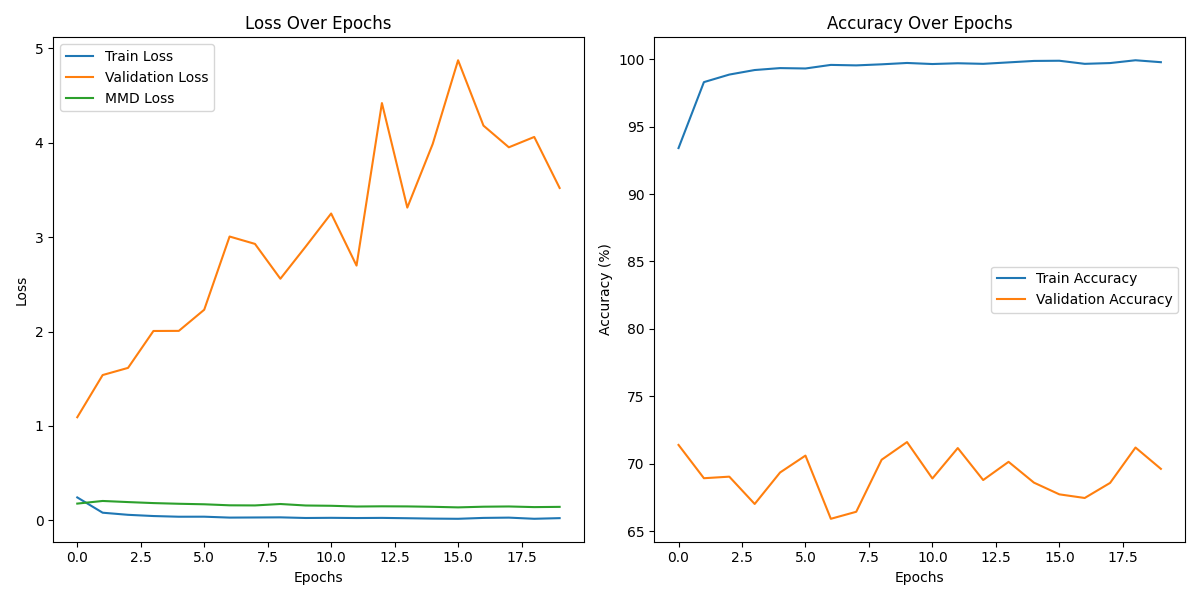 Loss Over Epochs
Train Loss
Validation Loss
MMD Loss
5
4
3
2
1
0
Loss
0.0 2.5 5.0 7.5 10.0 12.5 15.0 17.5
Epochs
Accuracy Over Epochs
100
95
90
85
80
75
70
65
Accuracy (%)
Train Accuracy
Validation Accuracy
0.0 2.5 5.0 7.5 10.0 12.5 15.0 17.5
Epochs